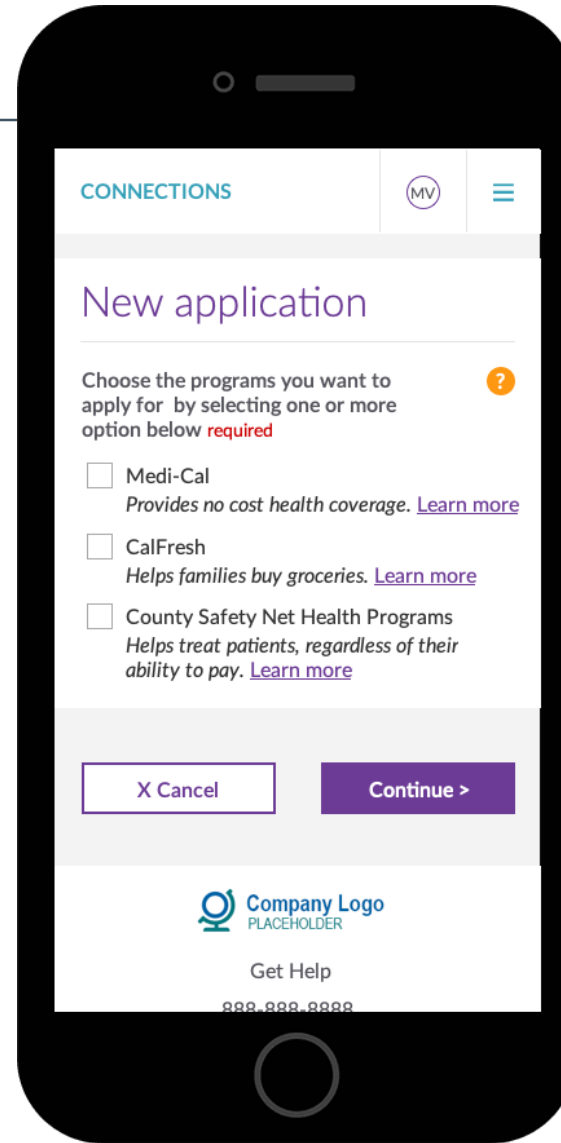 CONNECTIONS
MV
New application
Choose the programs you want to
?
apply for by selecting one or more
option below required
Medi-Cal
Provides no cost health coverage. Learn more
CalFresh
Helps families buy groceries. Learn more
County Safety Net Health Programs
Helps treat patients, regardless of their
ability to pay. Learn more
X Cancel
Continue >
Company Logo
PLACEHOLDER
Get Help
888-888-8888